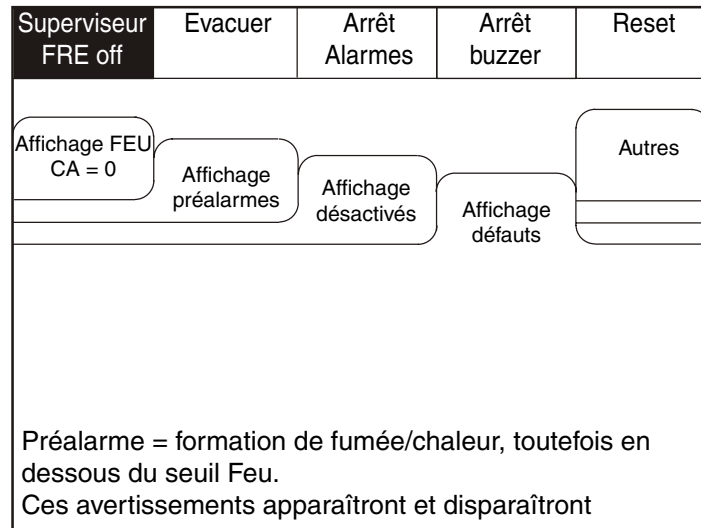 Superviseur
FRE off
Evacuer
Arrêt
Alarmes
Arrêt
buzzer
Reset
Affichage FEU
CA = 0
Affichage
préalarmes
Affichage
désactivés
Affichage
défauts
Autres
Préalarme = formation de fumée/chaleur, toutefois en
dessous du seuil Feu.
Ces avertissements apparaîtront et disparaîtront